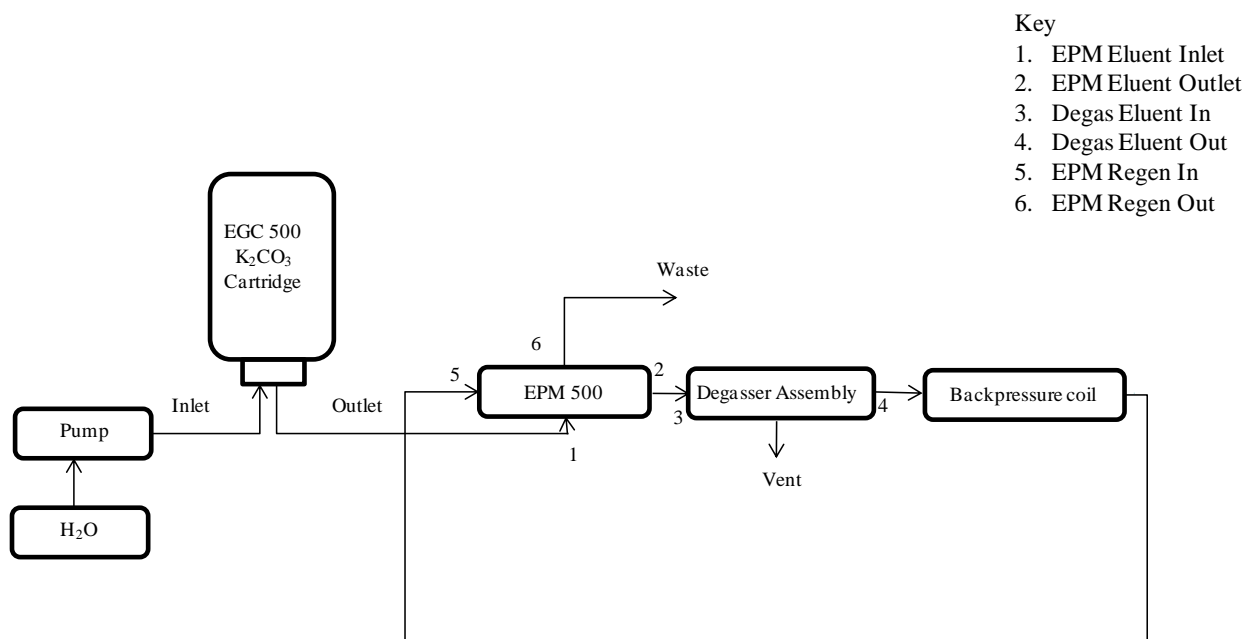 Key
1. EPM Eluent Inlet
2. EPM Eluent Outlet
3. Degas Eluent In
4. Degas Eluent Out
5. EPM Regen In
6. EPM Regen Out
EGC 500
K₂CO₃
Cartridge
Waste
6
5
2
EPM 500
Degasser Assembly
Backpressure coil
Inlet
Outlet
3
4
Pump
1
Vent
H₂O